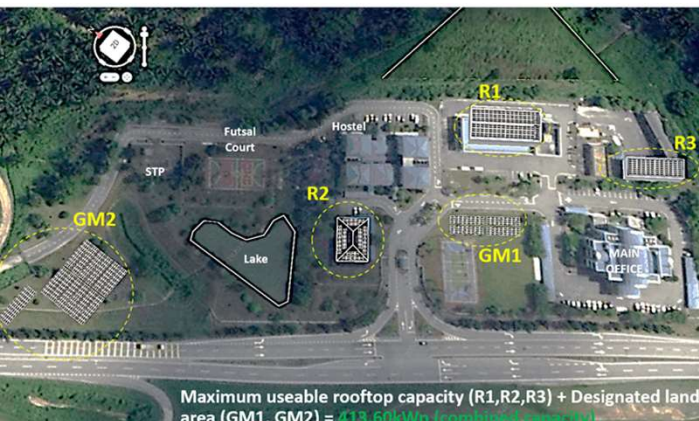 R1
Futsal
Court
Hostel
R3
STP
R2
GM2
Lake
GM1
MAIN
OFFICE
Maximum useable rooftop capacity (R1,R2,R3) + Designated land
area (GM1, GM2) = 413.60kWp (combined capacity)